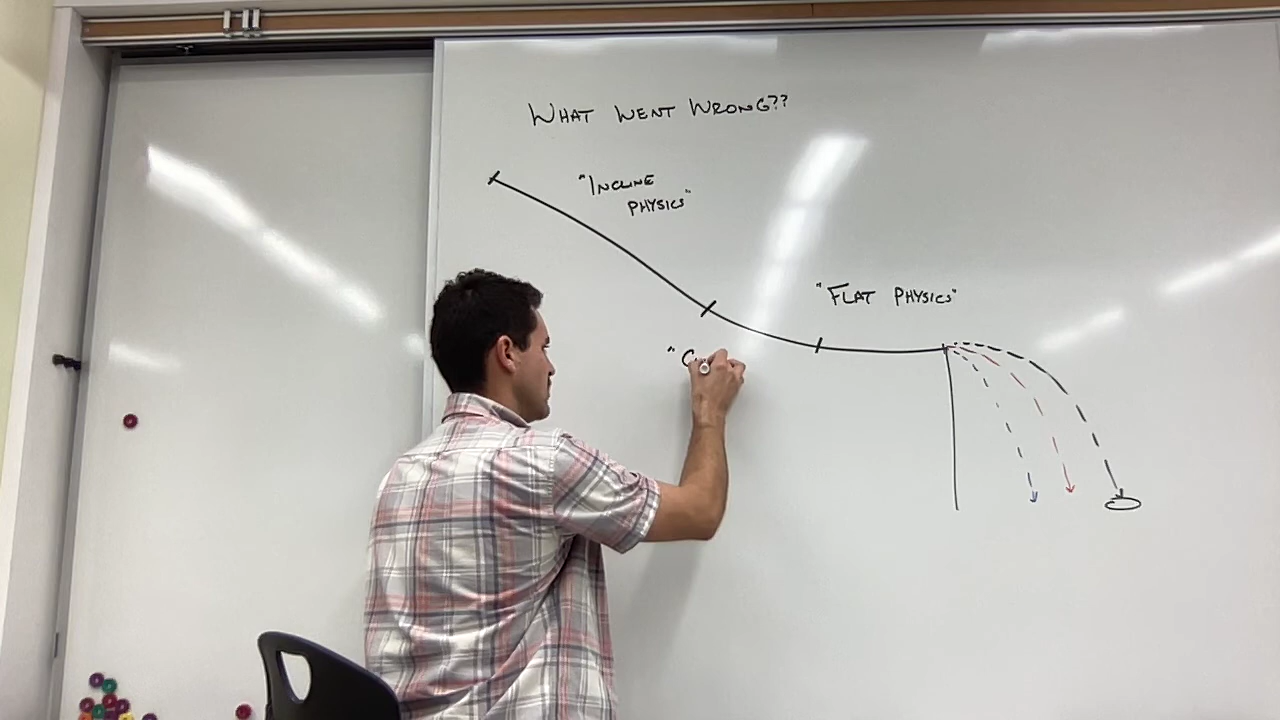 WHAT WENT WRONG??
"INCLINE
PHYSICS"
"FLAT PHYSICS"
"C